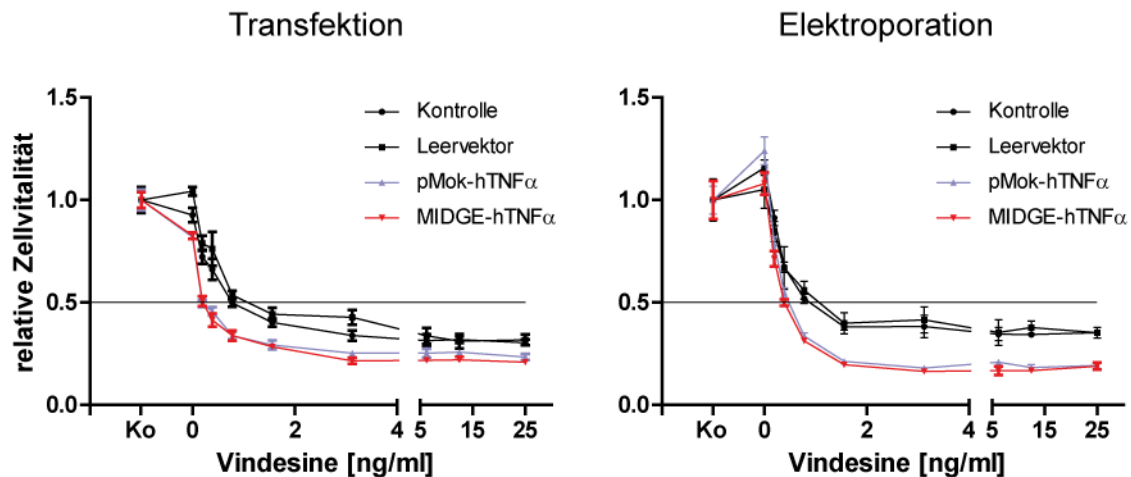 Transfektion
relative Zellvitalität
1.5
1.0
0.5
0.0
Kontrolle
Leervektor
pMok-hTNFα
MIDGE-hTNFα
Ko 0 2 4 5 15 25
Vindesine [ng/ml]
Elektroporation
1.5
1.0
0.5
0.0
Kontrolle
Leervektor
pMok-hTNFα
MIDGE-hTNFα
Ko 0 2 4 5 15 25
Vindesine [ng/ml]